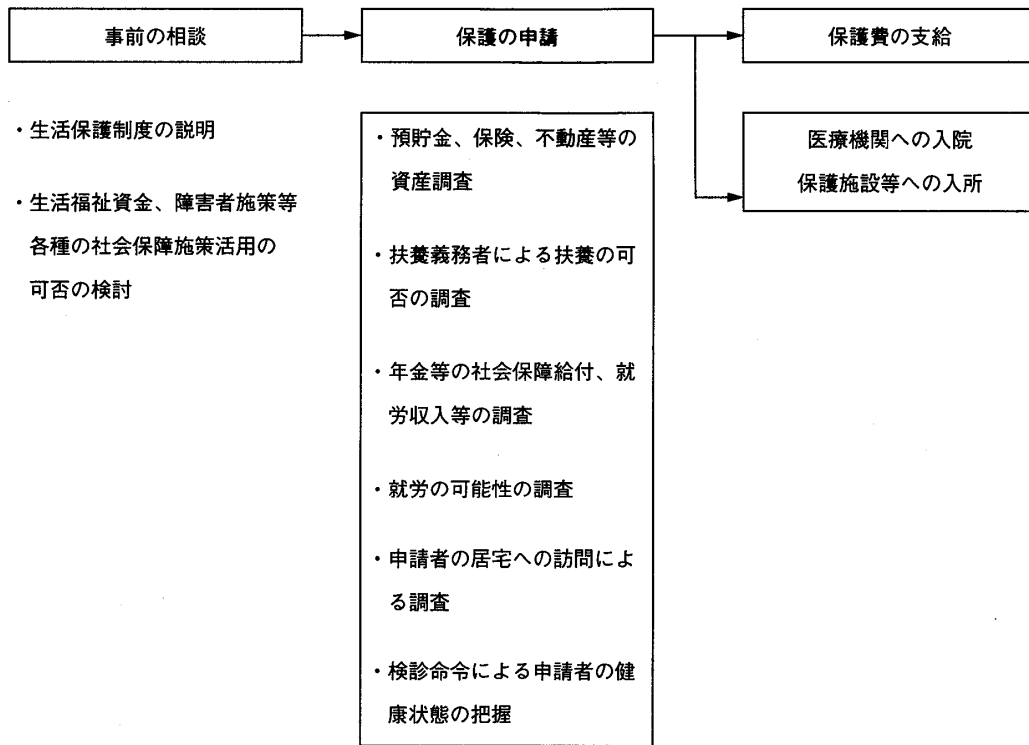 事前の相談
保護の申請
保護費の支給
・生活保護制度の説明
・生活福祉資金、障害者施策等
各種の社会保障施策活用の
可否の検討
・預貯金、保険、不動産等の
資産調査
・扶養義務者による扶養の可
否の調査
・年金等の社会保障給付、就
労収入等の調査
・就労の可能性の調査
・申請者の居宅への訪問によ
る調査
・検診命令による申請者の健
康状態の把握
医療機関への入院
保護施設等への入所